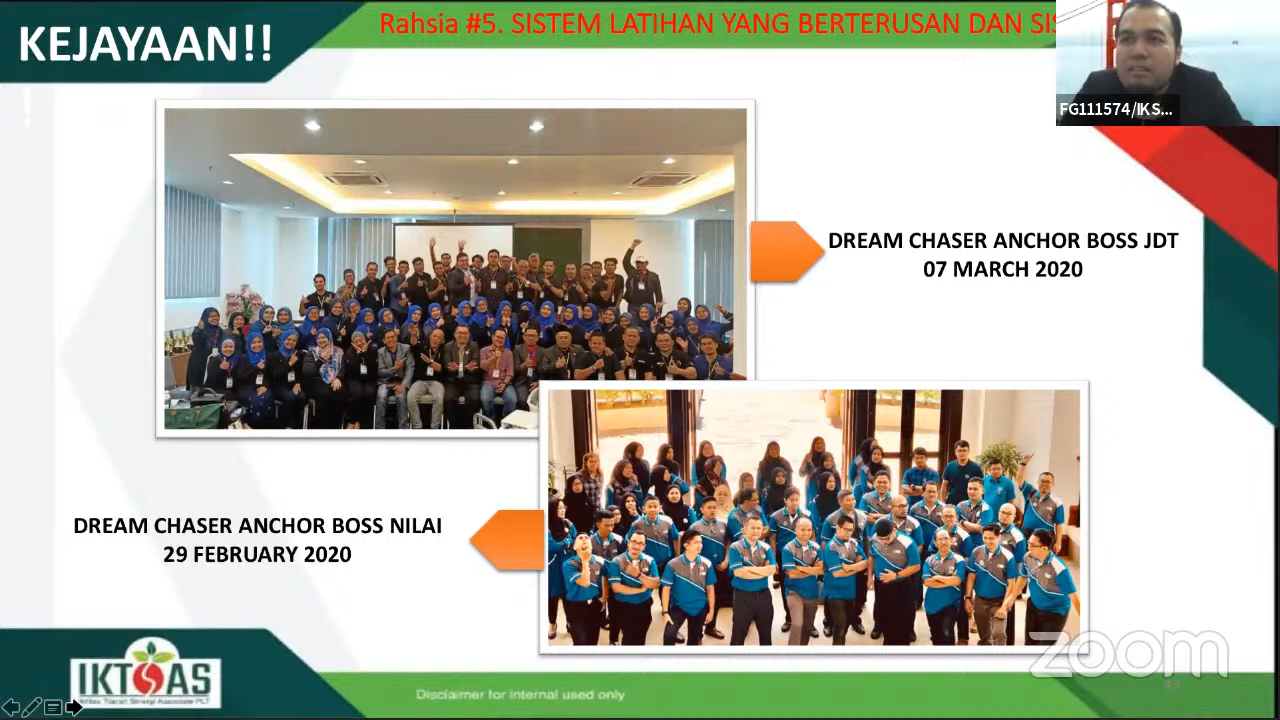 KEJAYAAN!!
Rahsia #5. SISTEM LATIHAN YANG BERTERUSAN DAN
FG111574/IKS...
DREAM CHASER ANCHOR BOSS JDT
07 MARCH 2020
DREAM CHASER ANCHOR BOSS NILAI
29 FEBRUARY 2020
zoom
IKTSAS
Disclaimer for internal used only